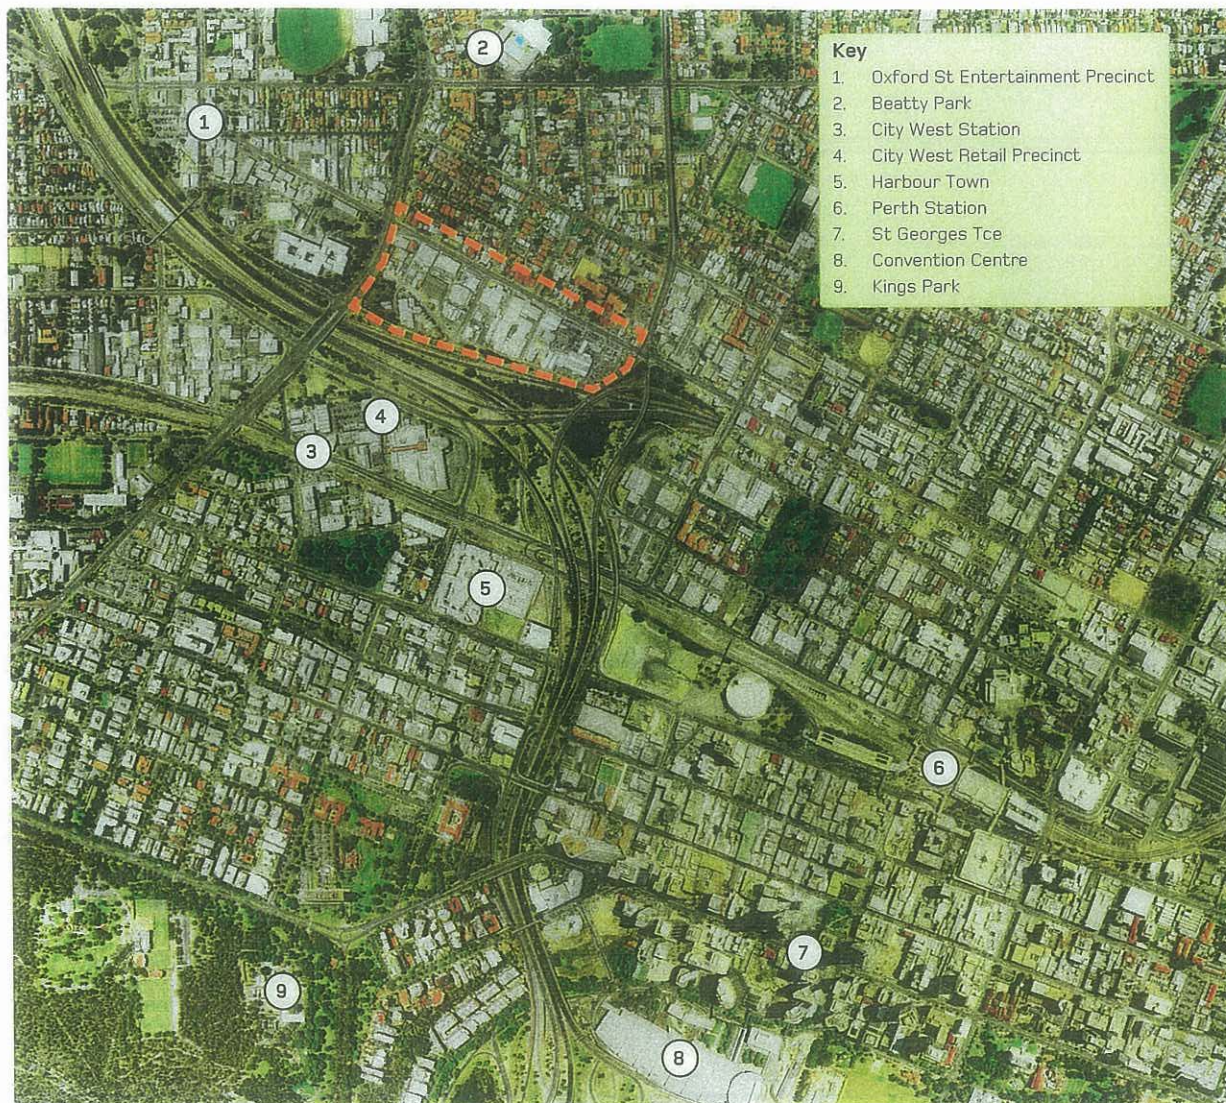 2
Key
1. Oxford St Entertainment Precinct
2. Beatty Park
3. City West Station
4. City West Retail Precinct
5. Harbour Town
6. Perth Station
7. St Georges Tce
8. Convention Centre
9. Kings Park
1
4
3
5
6
7
9
8